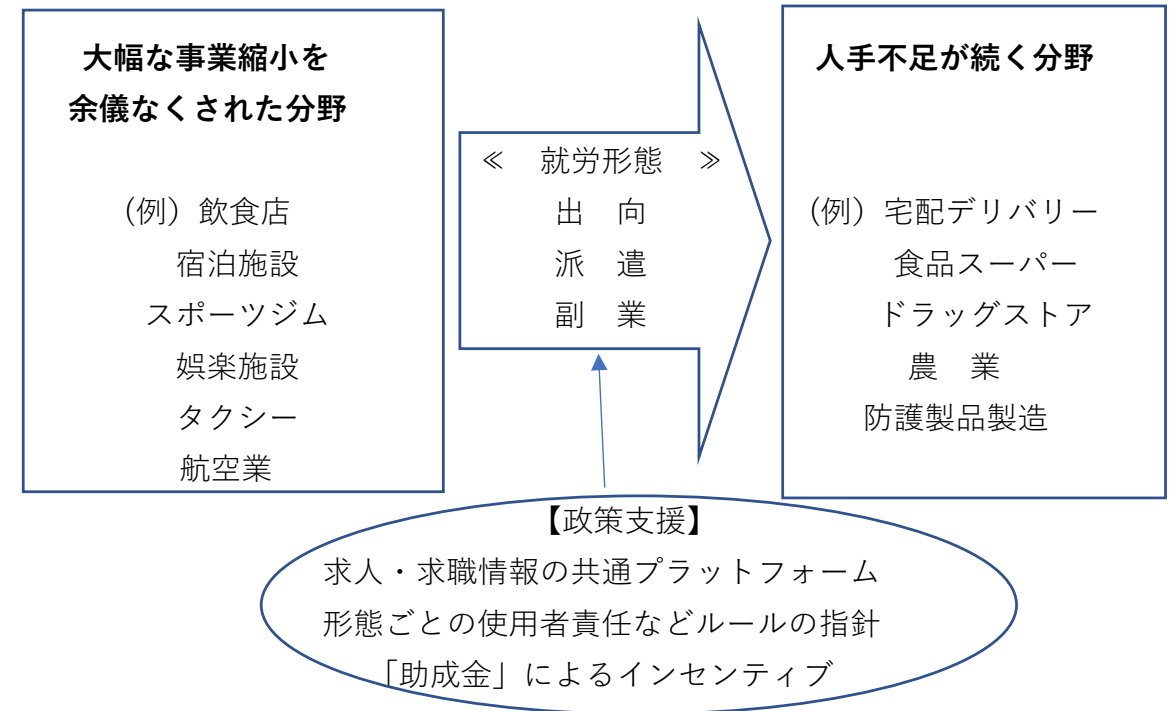 大幅な事業縮小を
余儀なくされた分野
(例)飲食店
宿泊施設
スポーツジム
娯楽施設
タクシー
航空業
≪ 就労形態 ≫
出 向
派 遣
副 業
人手不足が続く分野
(例)宅配デリバリー
食品スーパー
ドラッグストア
農 業
防護製品製造
【政策支援】
求人・求職情報の共通プラットフォーム
形態ごとの使用者責任などルールの指針
「助成金」によるインセンティブ